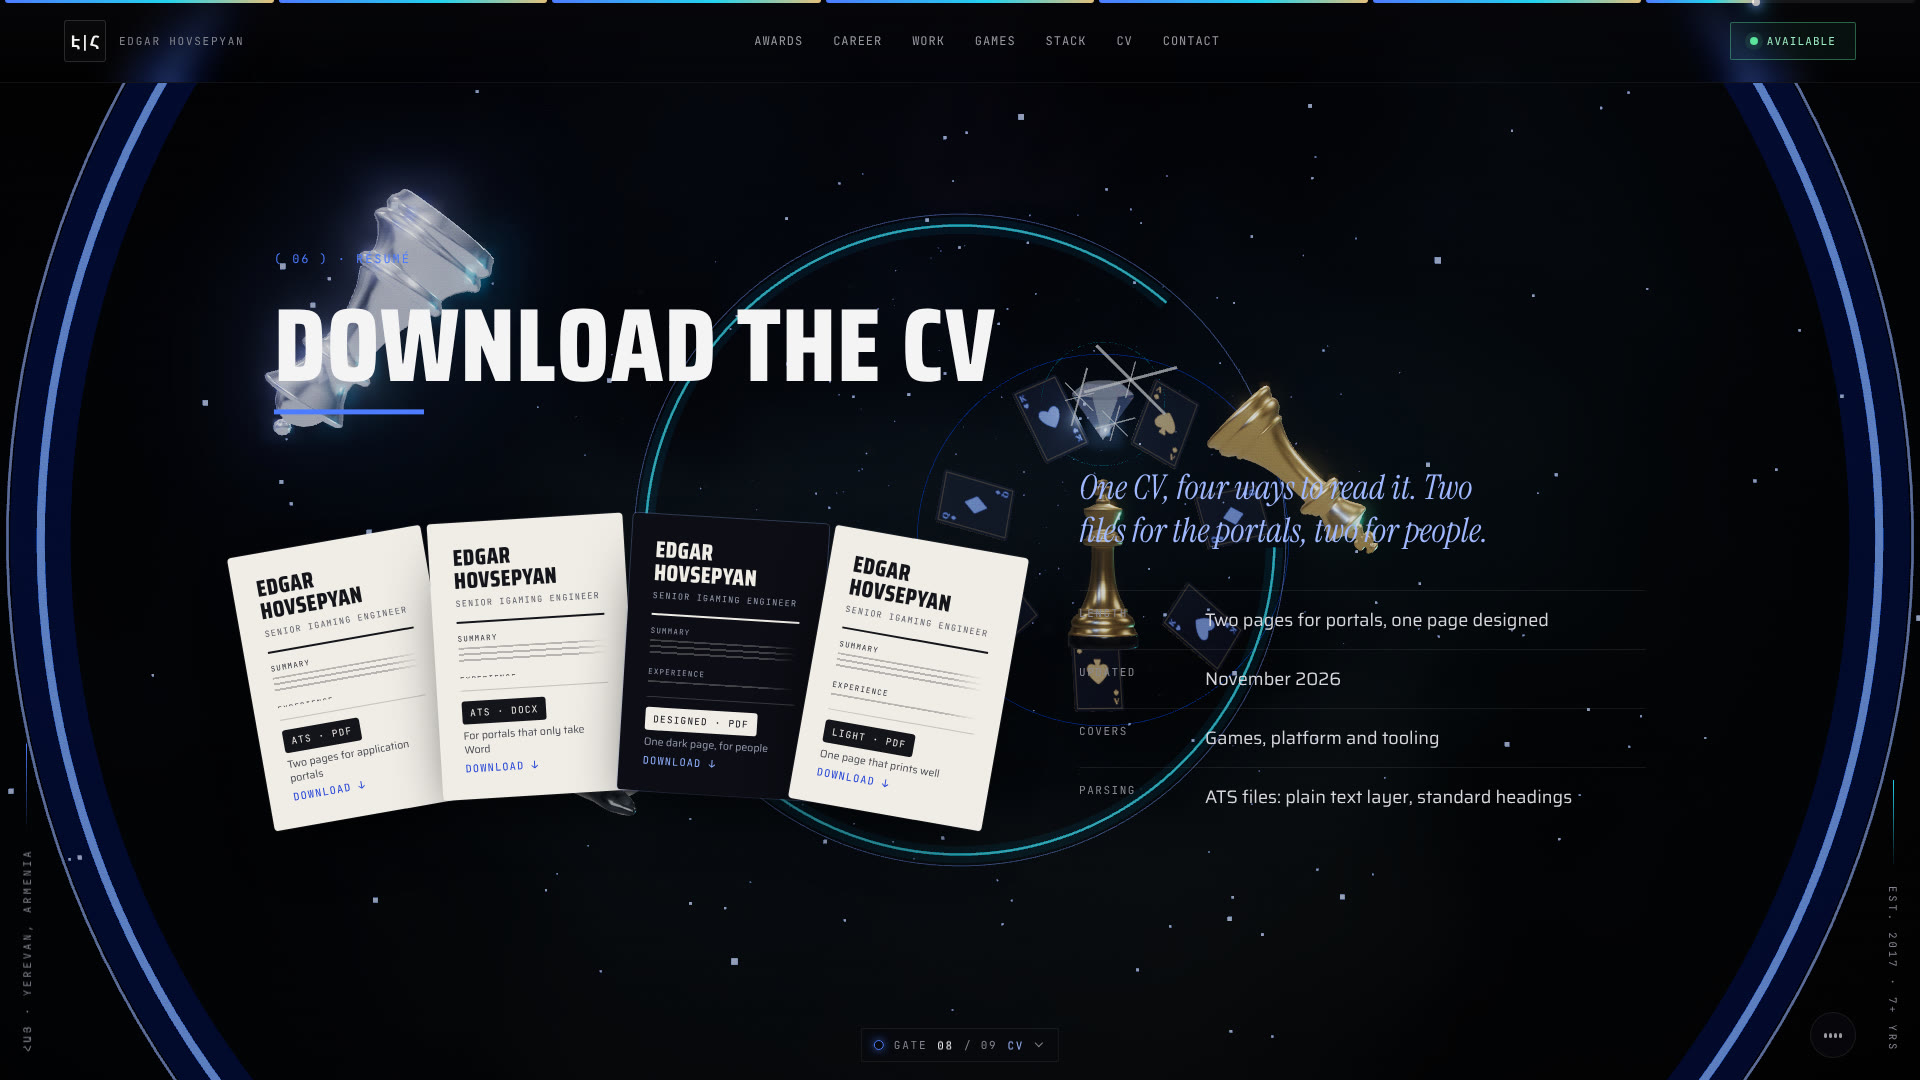 Է|Հ
EDGAR HOVSEPYAN
AWARDS
CAREER
WORK
GAMES
STACK
CV
CONTACT
AVAILABLE
( 06 ) · RÉSUMÉ
DOWNLOAD THE CV
One CV, four ways to read it. Two
files for the portals, two for people.
EDGAR
HOVSEPYAN
SENIOR IGAMING ENGINEER
SUMMARY
ATS · PDF
Two pages for application
portals
DOWNLOAD ↓
EDGAR
HOVSEPYAN
SENIOR IGAMING ENGINEER
SUMMARY
ATS · DOCX
For portals that only take
Word
DOWNLOAD ↓
EDGAR
HOVSEPYAN
SENIOR IGAMING ENGINEER
SUMMARY
EXPERIENCE
DESIGNED · PDF
One dark page, for people
DOWNLOAD ↓
EDGAR
HOVSEPYAN
SENIOR IGAMING ENGINEER
SUMMARY
EXPERIENCE
LIGHT · PDF
One page that prints well
DOWNLOAD ↓
Two pages for portals, one page designed
UPDATED
November 2026
COVERS
Games, platform and tooling
PARSING
ATS files: plain text layer, standard headings
ՀԱՅ · YEREVAN, ARMENIA
EST. 2017 · 7+ YRS
GATE 08 / 09 CV